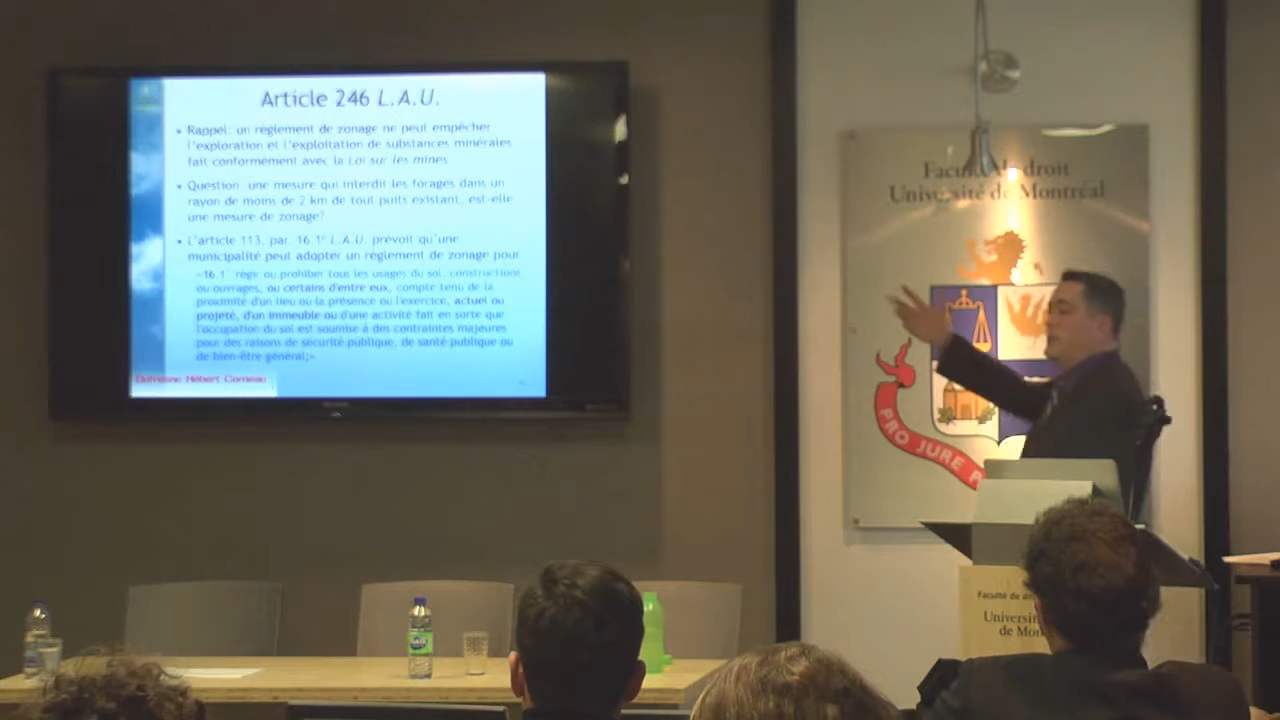 Article 246 L.A.U.
• Rappel: un règlement de zonage ne peut empêcher
l'exploration et l'exploitation de substances minérales
fait conformément avec la Loi sur les mines
• Question: une mesure qui interdit les forages dans un
rayon de moins de 2 km de tout puits existant, est-elle
une mesure de zonage?
• L'article 113, par. 16.1° L.A.U. prévoit qu'une
municipalité peut adopter un règlement de zonage pour
«16.1° régir ou prohiber tous les usages du sol, constructions
ou ouvrages, ou certains d'entre eux, compte tenu de la
proximité d'un lieu où la présence ou l'exercice, actuel ou
projeté, d'un immeuble ou d'une activité fait en sorte que
l'occupation du sol est soumise à des contraintes majeures
pour des raisons de sécurité publique, de santé publique ou
de bien-être général;»
Dufresne Hébert Comeau
Faculté de droit
Université de Montréal
PRO JURE
Faculté de
de Mon